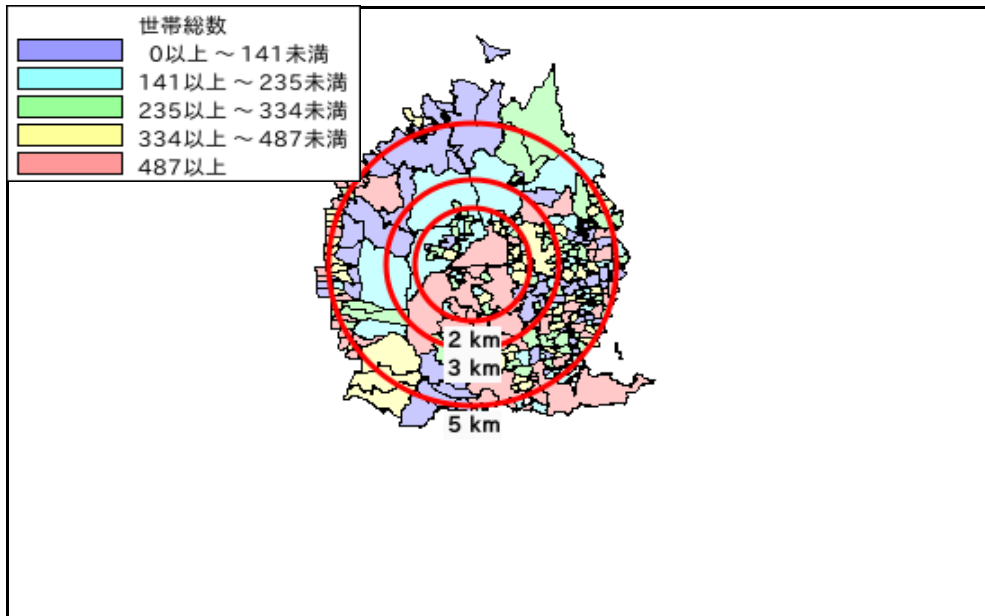 世帯総数
0以上 ～ 141未満
141以上 ～ 235未満
235以上 ～ 334未満
334以上 ～ 487未満
487以上
2 km
3 km
5 km